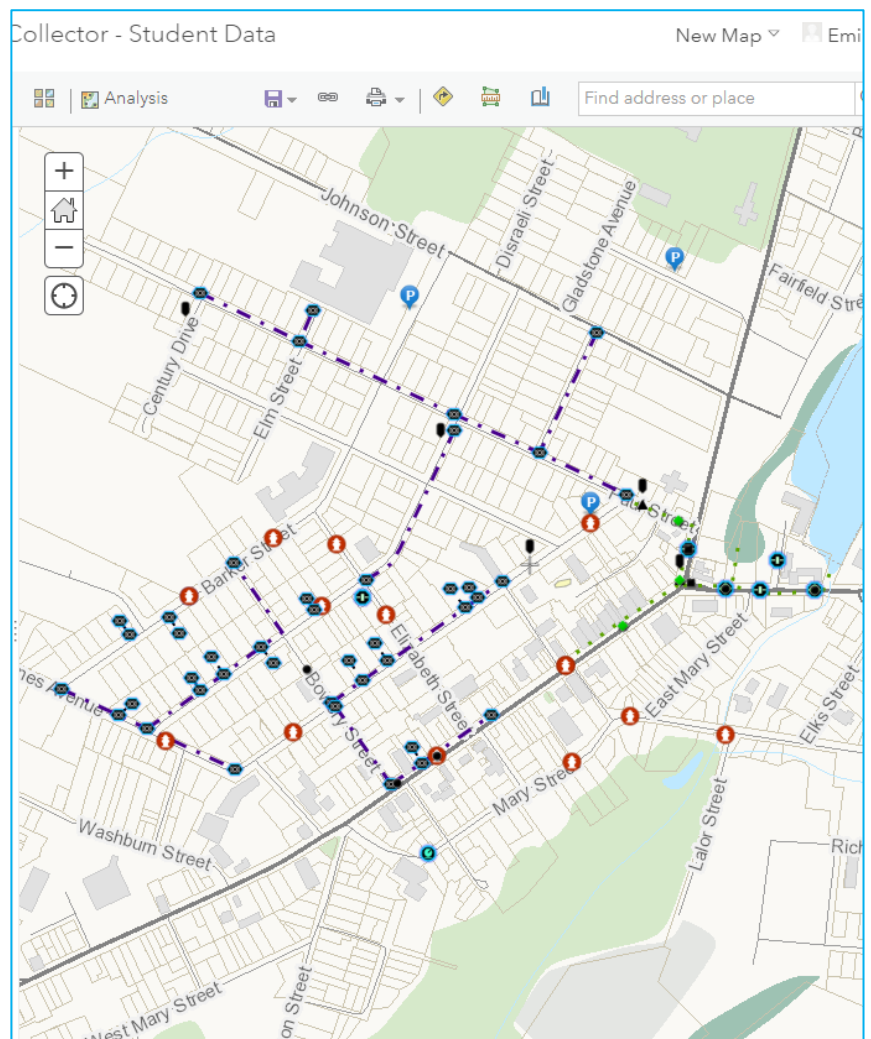 Collector - Student Data
New Map
Emi
Analysis
Find address or place
Johnson Street
Disraeli Street
Gladstone Avenue
Fairfield Stre
P
P
Century Drive
Elm Street
P
Barker Street
Elizabeth Street
Bowery Street
nes Avenue
East Mary Street
Elks Street
Mary Street
Lalor Street
Washburn Street
Rich
West Mary Street
on Street